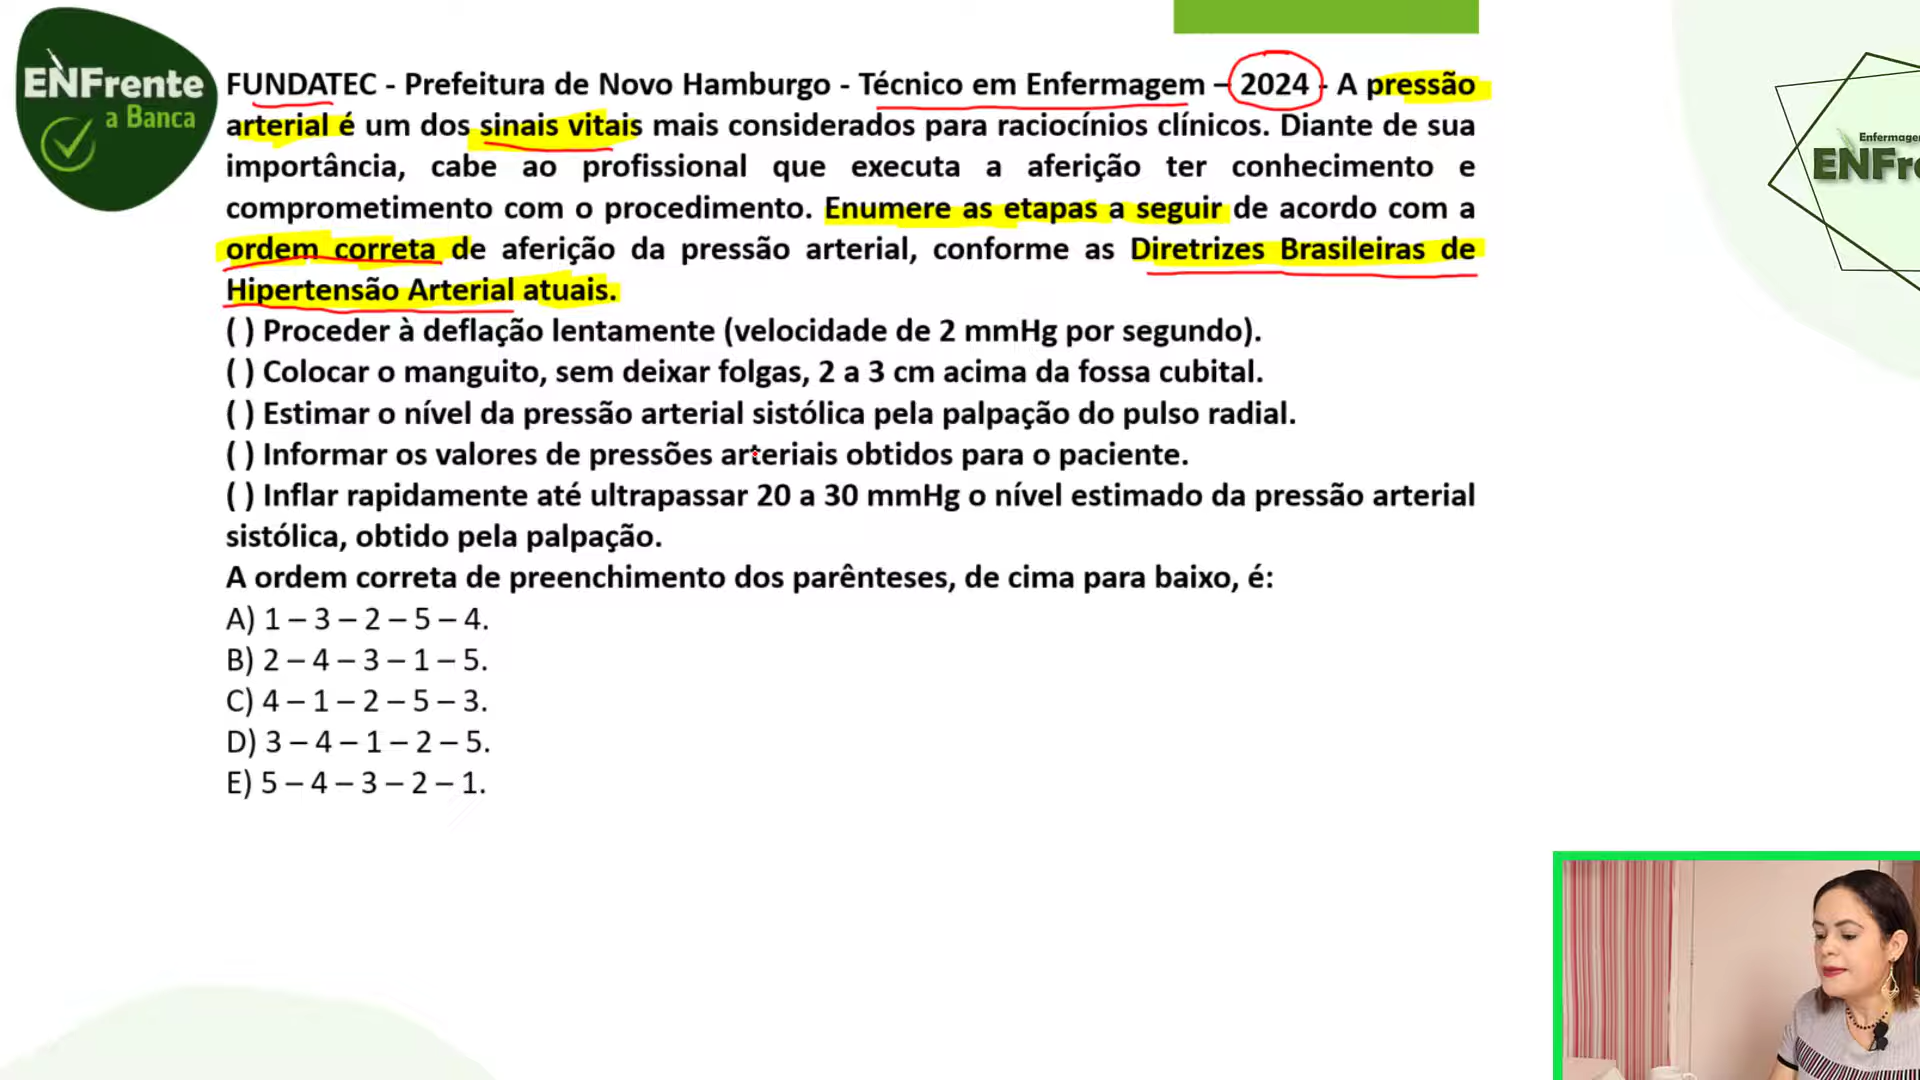 ENFrente
a Banca
FUNDATEC - Prefeitura de Novo Hamburgo - Técnico em Enfermagem – 2024 - A pressão
arterial é um dos sinais vitais mais considerados para raciocínios clínicos. Diante de sua
importância, cabe ao profissional que executa a aferição ter conhecimento e
comprometimento com o procedimento. Enumere as etapas a seguir de acordo com a
ordem correta de aferição da pressão arterial, conforme as Diretrizes Brasileiras de
Hipertensão Arterial atuais.
( ) Proceder à deflação lentamente (velocidade de 2 mmHg por segundo).
( ) Colocar o manguito, sem deixar folgas, 2 a 3 cm acima da fossa cubital.
( ) Estimar o nível da pressão arterial sistólica pela palpação do pulso radial.
( ) Informar os valores de pressões arteriais obtidos para o paciente.
( ) Inflar rapidamente até ultrapassar 20 a 30 mmHg o nível estimado da pressão arterial
sistólica, obtido pela palpação.
A ordem correta de preenchimento dos parênteses, de cima para baixo, é:
A) 1 – 3 – 2 – 5 – 4.
B) 2 – 4 – 3 – 1 – 5.
C) 4 – 1 – 2 – 5 – 3.
D) 3 – 4 – 1 – 2 – 5.
E) 5 – 4 – 3 – 2 – 1.
Enfermagem
ENFre